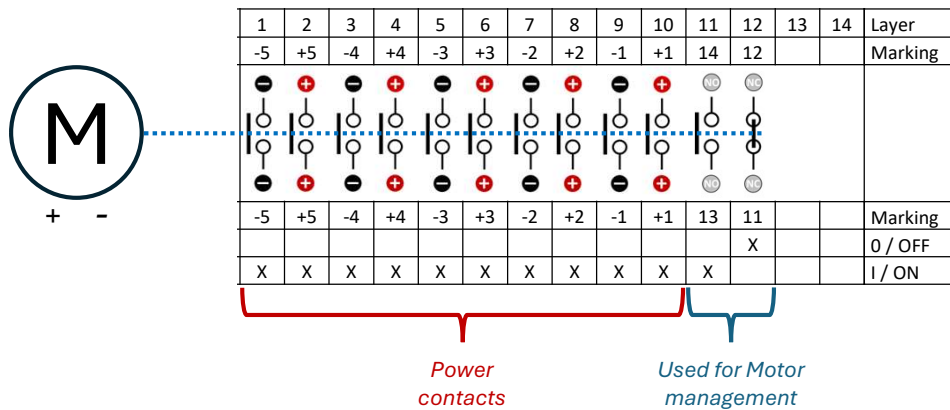 1 2 3 4 5 6 7 8 9 10 11 12 13 14 Layer
-5 +5 -4 +4 -3 +3 -2 +2 -1 +1 14 12 Marking
− + − + − + − + − + NO NC
M
− + − + − + − + − + NO NC
+ -
-5 +5 -4 +4 -3 +3 -2 +2 -1 +1 13 11 Marking
X 0 / OFF
X X X X X X X X X X X I / ON
Power
contacts
Used for Motor
management